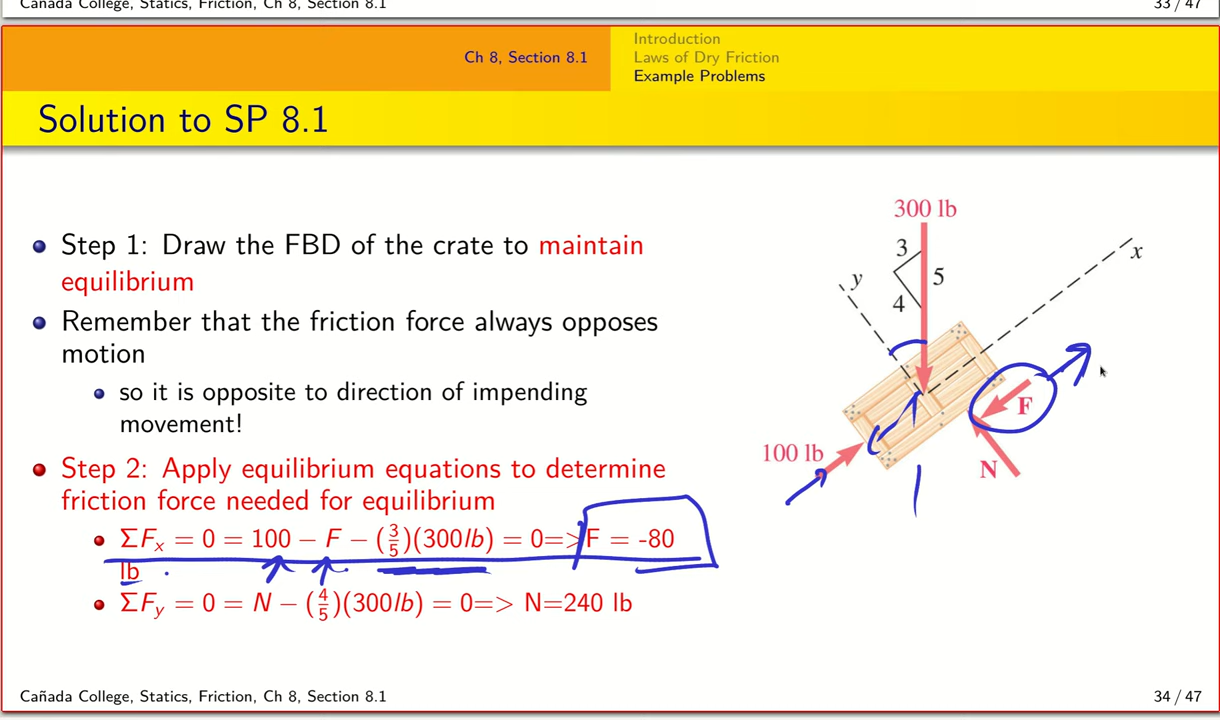 Cañada College, Statics, Friction, Ch 8, Section 8.1
33 / 47
Ch 8, Section 8.1
Introduction
Laws of Dry Friction
Example Problems
Solution to SP 8.1
Step 1: Draw the FBD of the crate to maintain
equilibrium
Remember that the friction force always opposes
motion
so it is opposite to direction of impending
movement!
Step 2: Apply equilibrium equations to determine
friction force needed for equilibrium
ΣFx = 0 = 100 − F − (3/5)(300lb) = 0=>F = -80
lb
ΣFy = 0 = N − (4/5)(300lb) = 0=> N=240 lb
300 lb
3
5
4
y
x
F
100 lb
N
Cañada College, Statics, Friction, Ch 8, Section 8.1
34 / 47